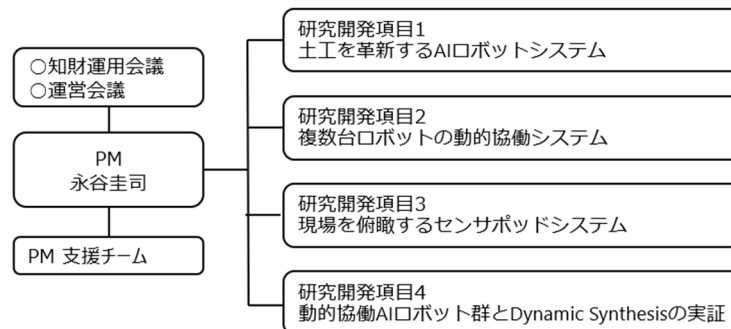 ○知財運用会議
○運営会議
PM
永谷圭司
PM 支援チーム
研究開発項目1
土工を革新するAIロボットシステム
研究開発項目2
複数台ロボットの動的協働システム
研究開発項目3
現場を俯瞰するセンサポッドシステム
研究開発項目4
動的協働AIロボット群とDynamic Synthesisの実証